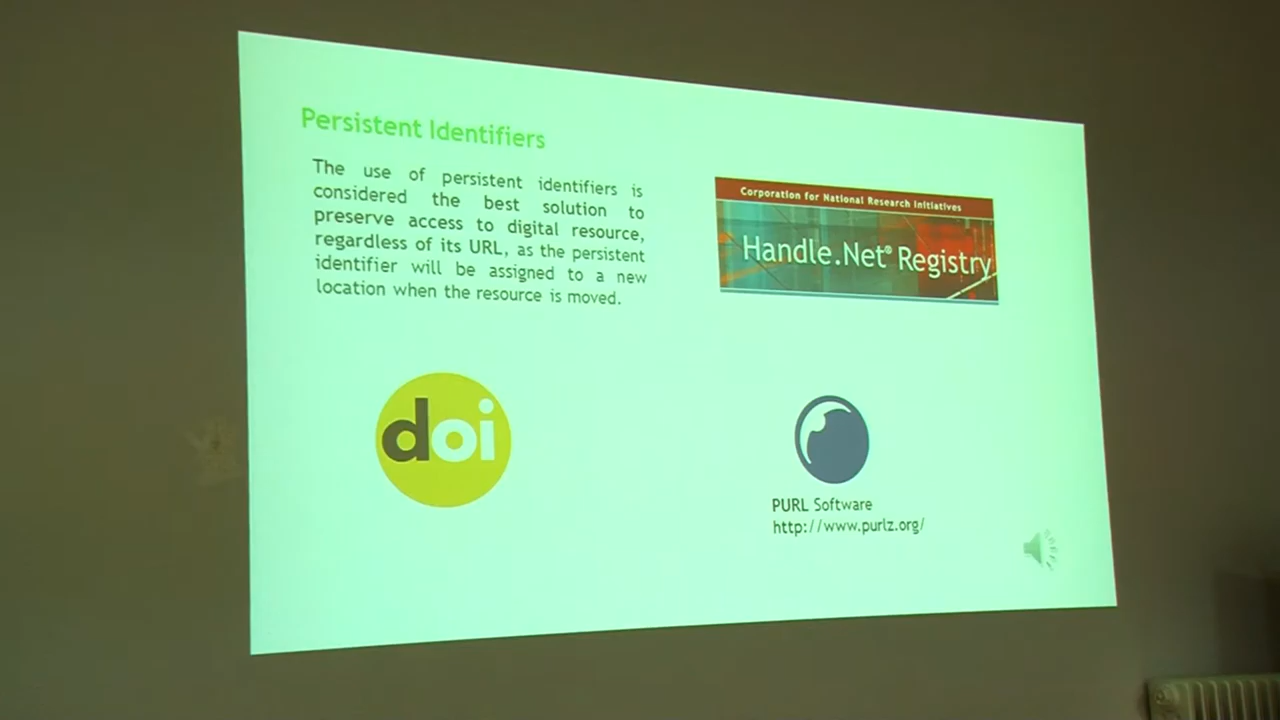 Persistent Identifiers
The use of persistent identifiers is
considered the best solution to
preserve access to digital resource,
regardless of its URL, as the persistent
identifier will be assigned to a new
location when the resource is moved.
Corporation for National Research Initiatives
Handle.Net® Registry
doi
PURL Software
http://www.purlz.org/